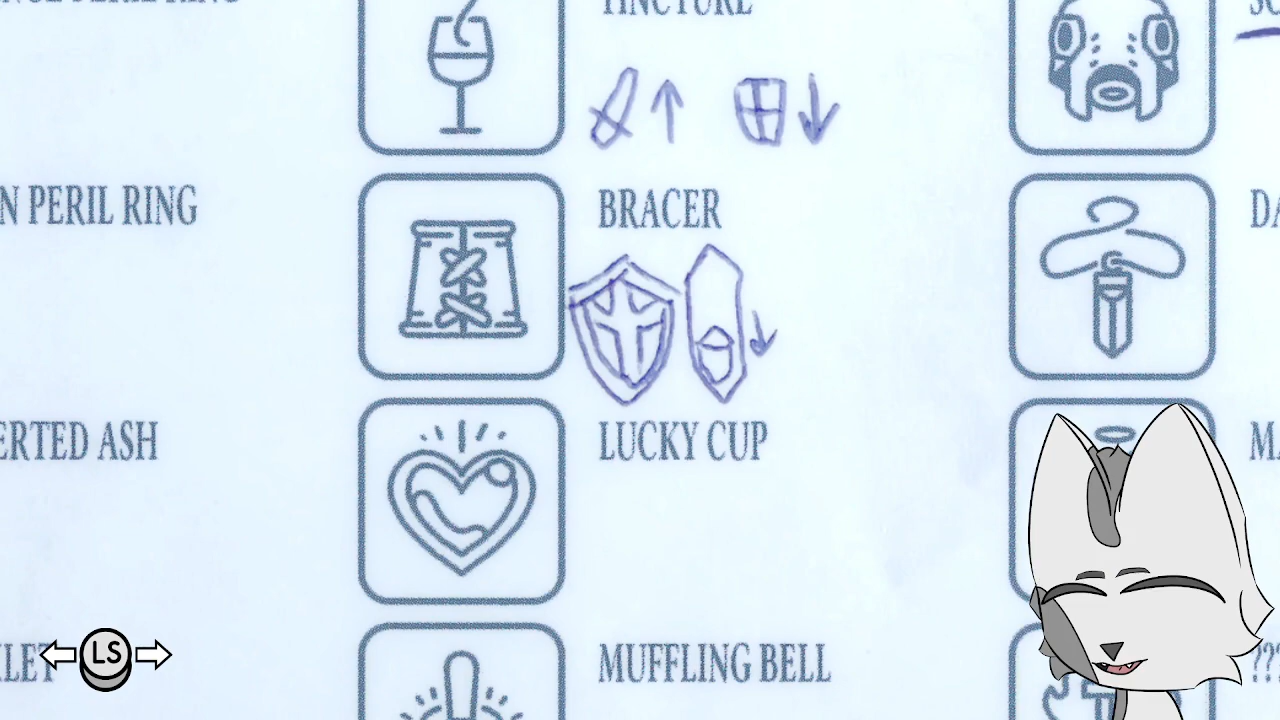 TINCTURE
PERIL RING
BRACER
ERTED ASH
LUCKY CUP
MUFFLING BELL
LS
???